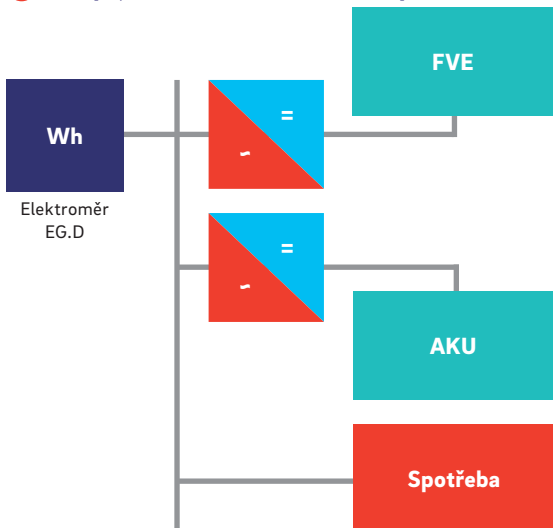 FVE
=
Wh
~
Elektroměr
EG.D
=
~
AKU
Spotřeba